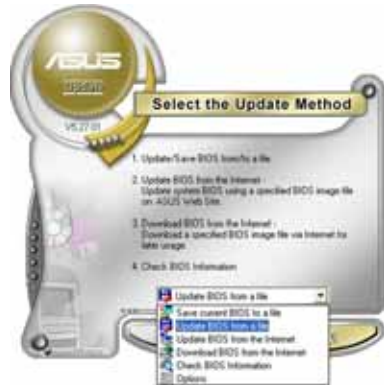 ASUS
Update
V5.27.01
Select the Update Method
1. Update/Save BIOS from/to a file
2. Update BIOS from the Internet -
Update system BIOS using a specified BIOS image file
on ASUS Web Site.
3. Download BIOS from the Internet -
Download a specified BIOS image file via Internet for
later usage.
4. Check BIOS Information
Update BIOS from a file
Save current BIOS to a file
Update BIOS from a file
Update BIOS from the Internet
Download BIOS from the Internet
Check BIOS Information
Options